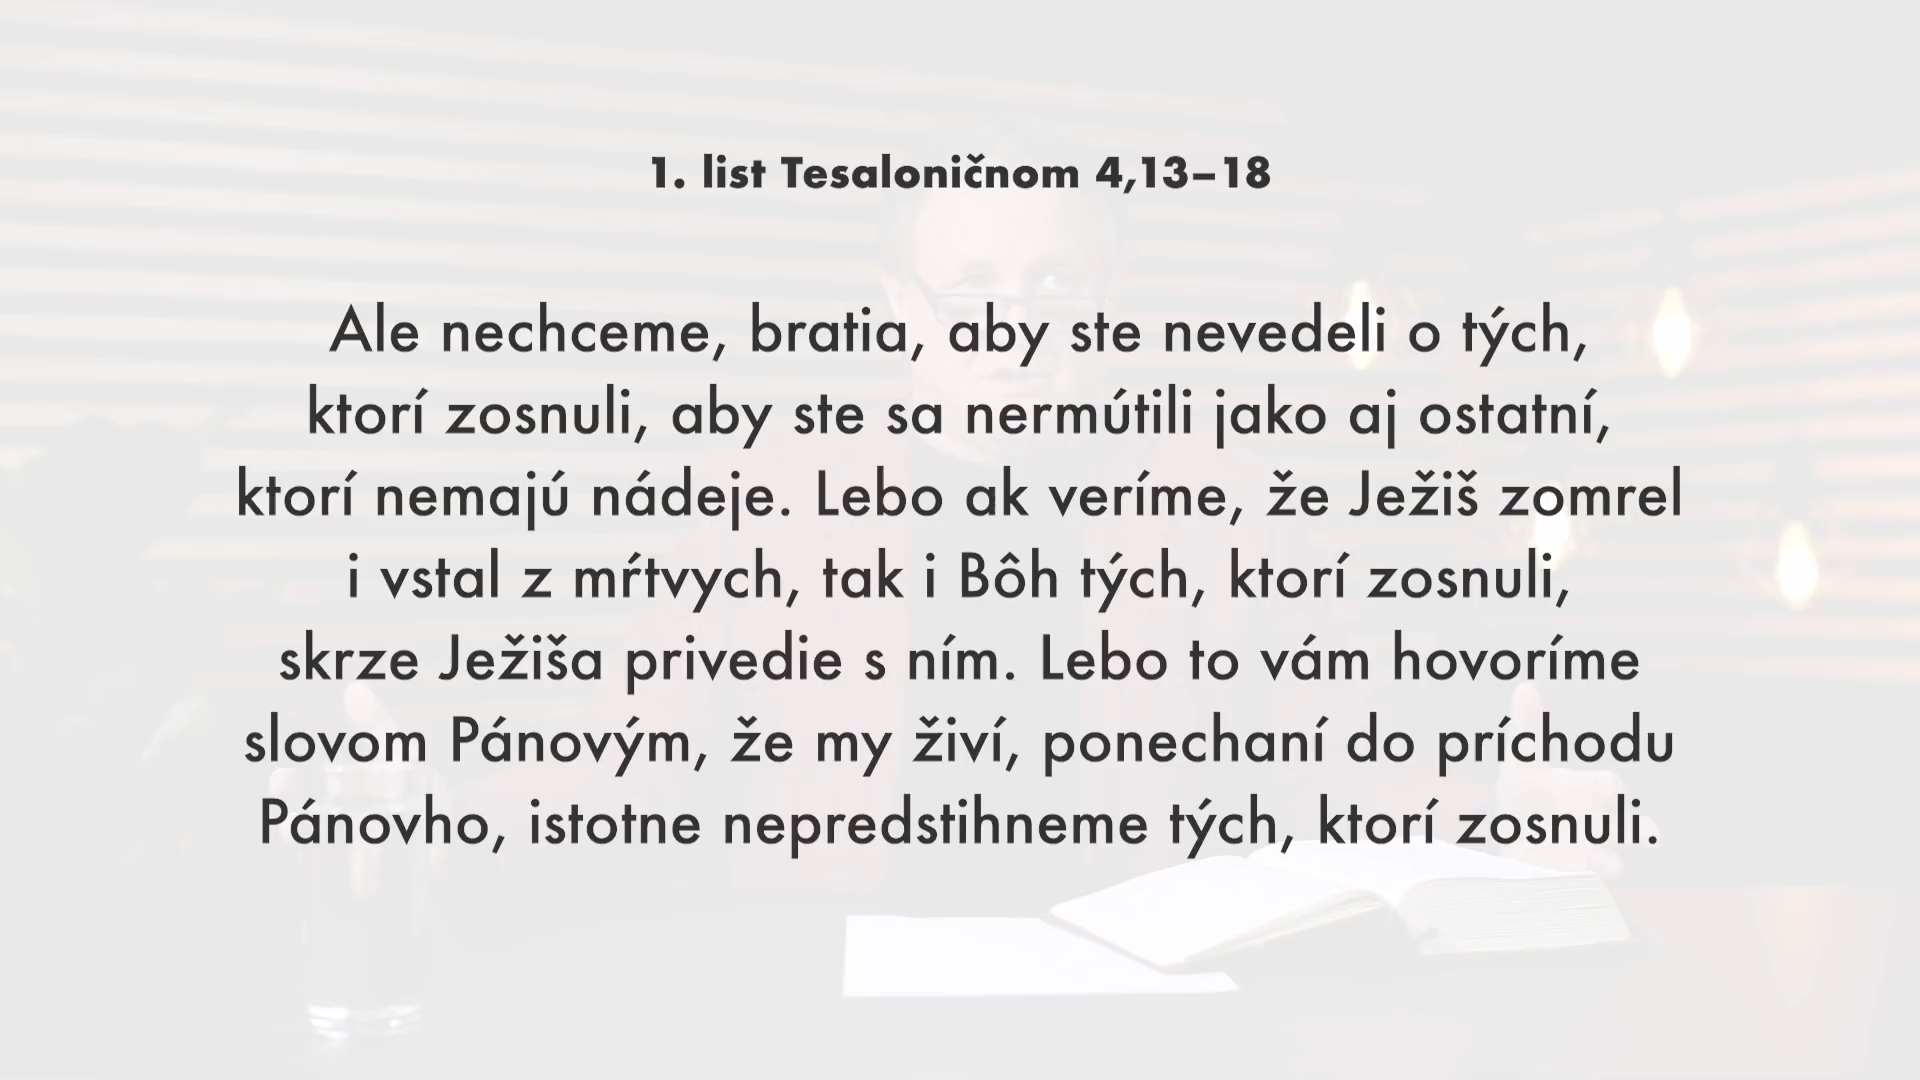 1. list Tesaloničnom 4,13–18
Ale nechceme, bratia, aby ste nevedeli o tých,
ktorí zosnuli, aby ste sa nermútili jako aj ostatní,
ktorí nemajú nádeje. Lebo ak veríme, že Ježiš zomrel
i vstal z mŕtvych, tak i Bôh tých, ktorí zosnuli,
skrze Ježiša privedie s ním. Lebo to vám hovoríme
slovom Pánovým, že my živí, ponechaní do príchodu
Pánovho, istotne nepredstihneme tých, ktorí zosnuli.